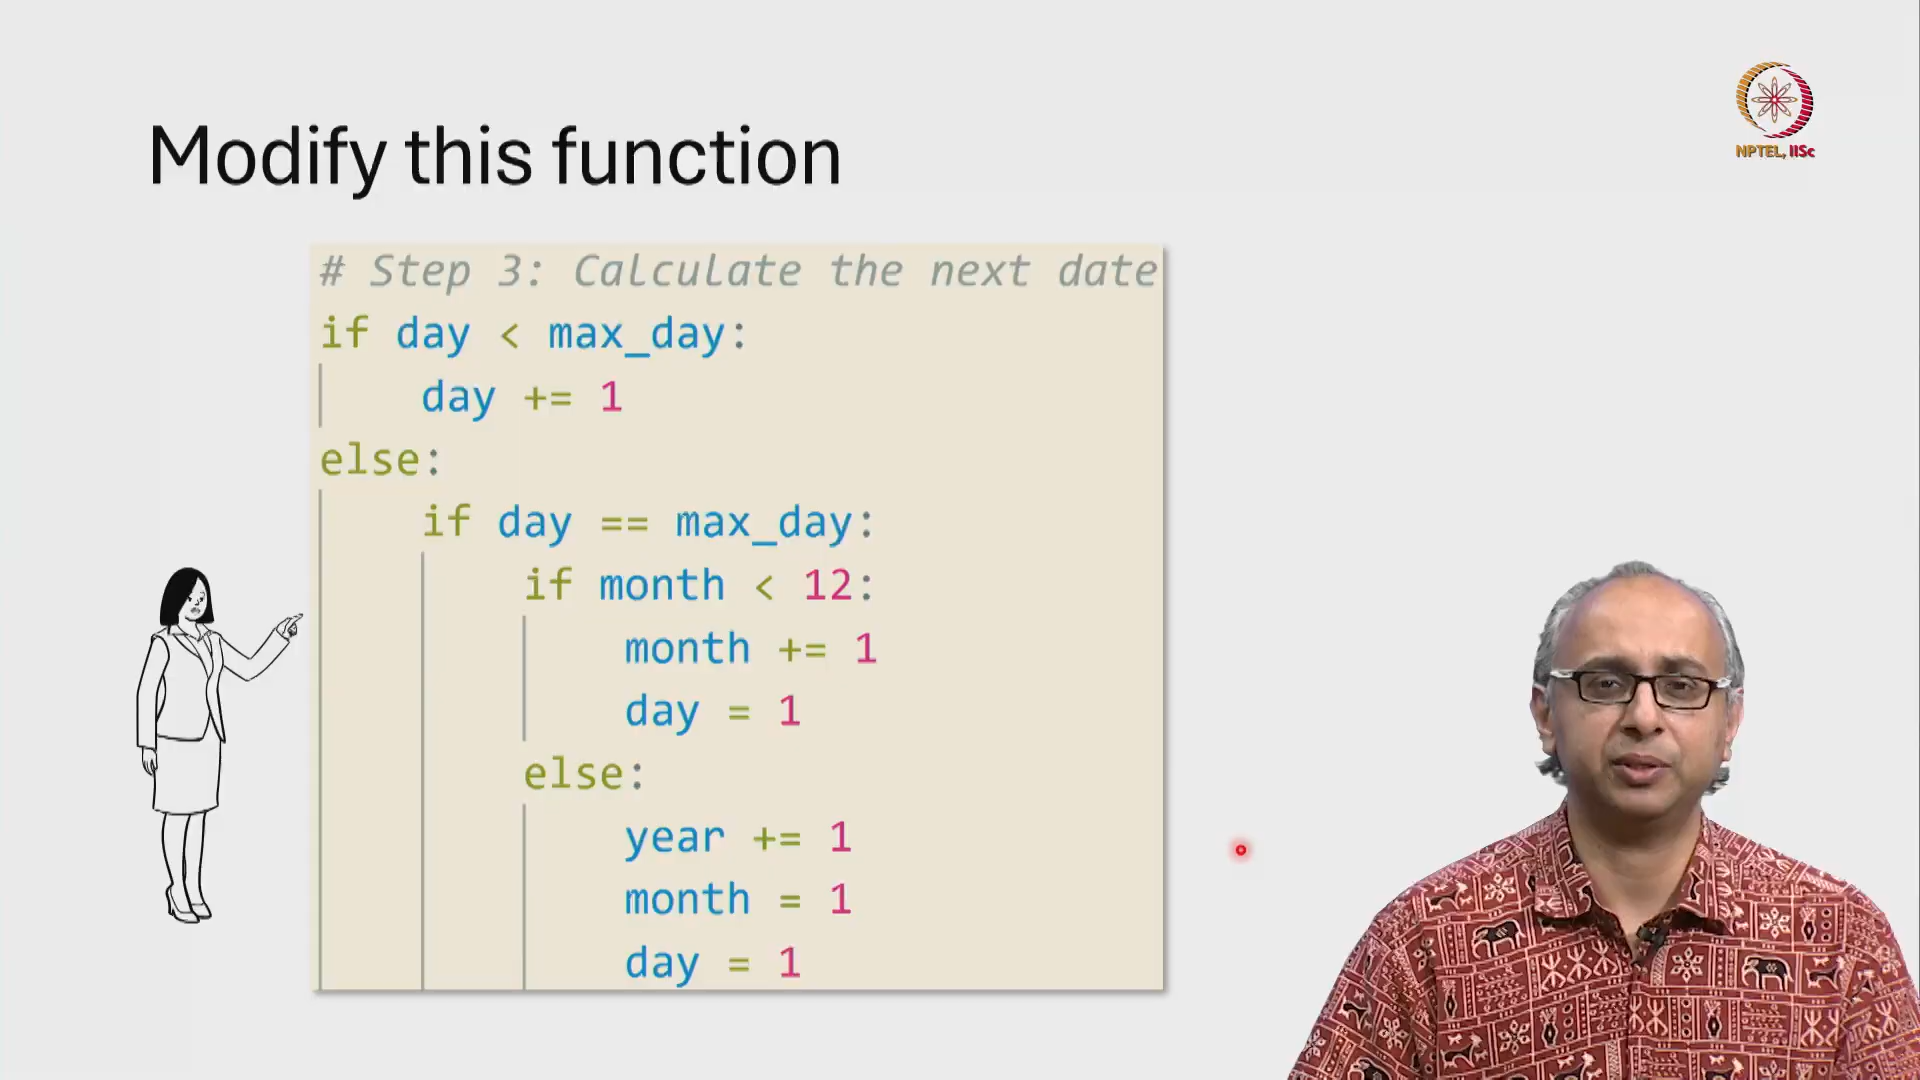 NPTEL, IISc
Modify this function
# Step 3: Calculate the next date
if day < max_day:
    day += 1
else:
    if day == max_day:
        if month < 12:
            month += 1
            day = 1
        else:
            year += 1
            month = 1
            day = 1